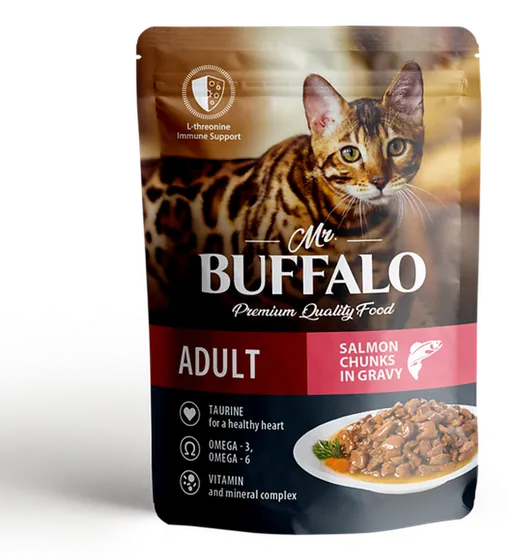 L-threonine
Immune Support
Mr.
BUFFALO
Premium Quality Food
ADULT
SALMON
CHUNKS
IN GRAVY
TAURINE
for a healthy heart
OMEGA - 3,
OMEGA - 6
VITAMIN
and mineral complex